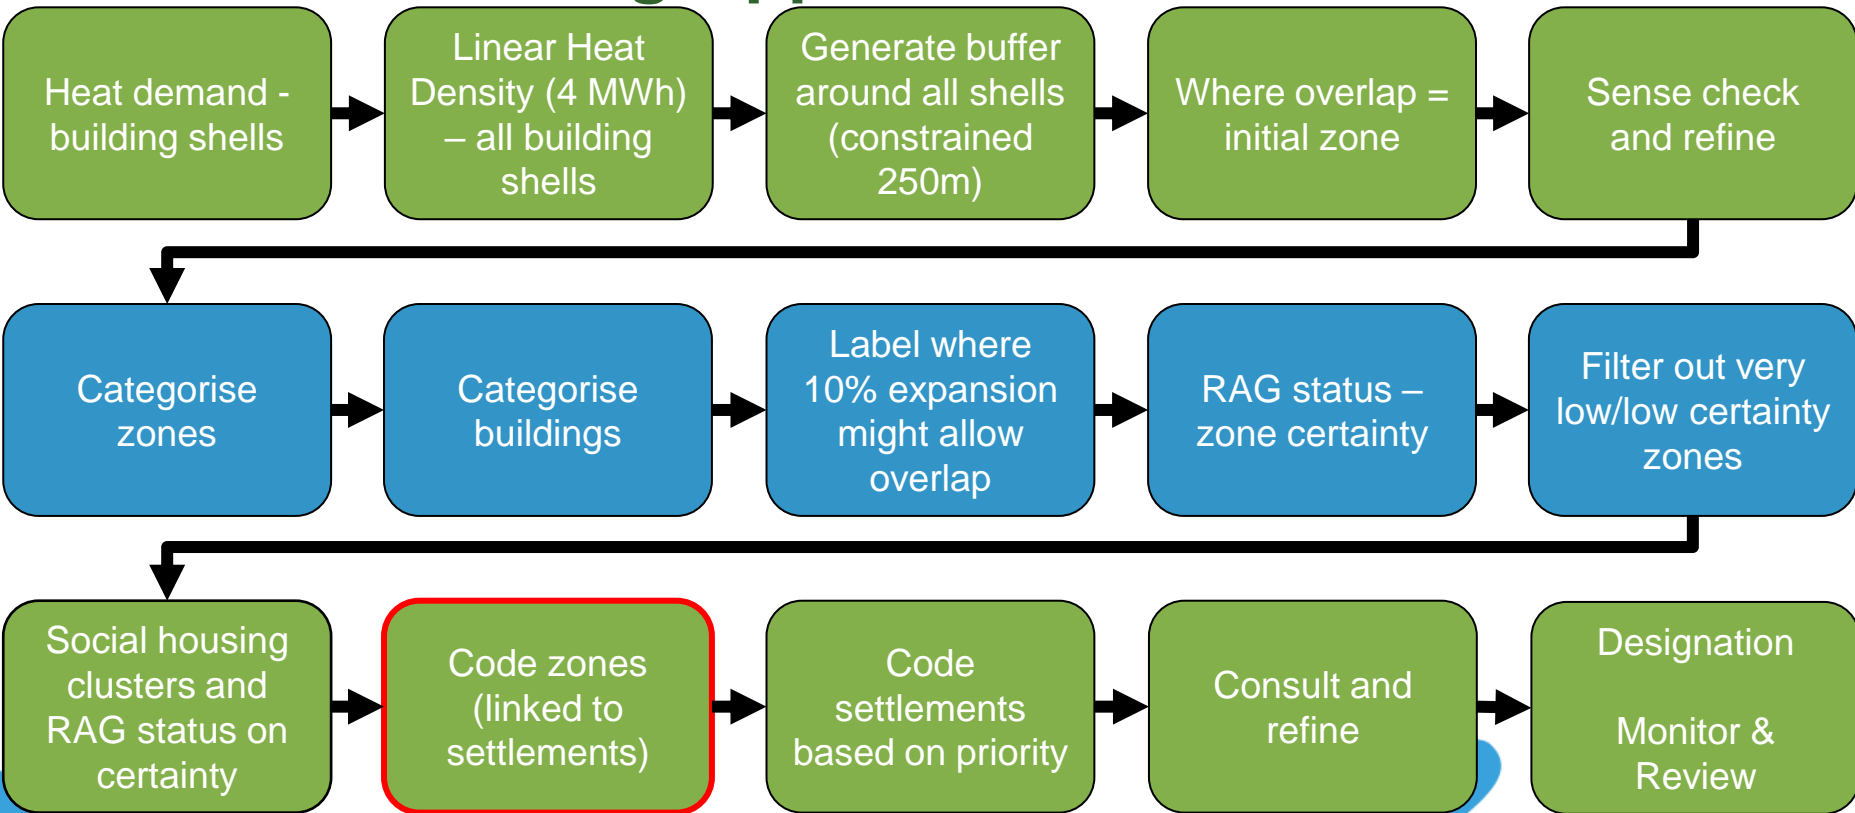 Heat demand -
building shells
Linear Heat
Density (4 MWh)
– all building
shells
Generate buffer
around all shells
(constrained
250m)
Where overlap =
initial zone
Sense check
and refine
Categorise
zones
Categorise
buildings
Label where
10% expansion
might allow
overlap
RAG status –
zone certainty
Filter out very
low/low certainty
zones
Social housing
clusters and
RAG status on
certainty
Code zones
(linked to
settlements)
Code
settlements
based on priority
Consult and
refine
Designation
Monitor &
Review